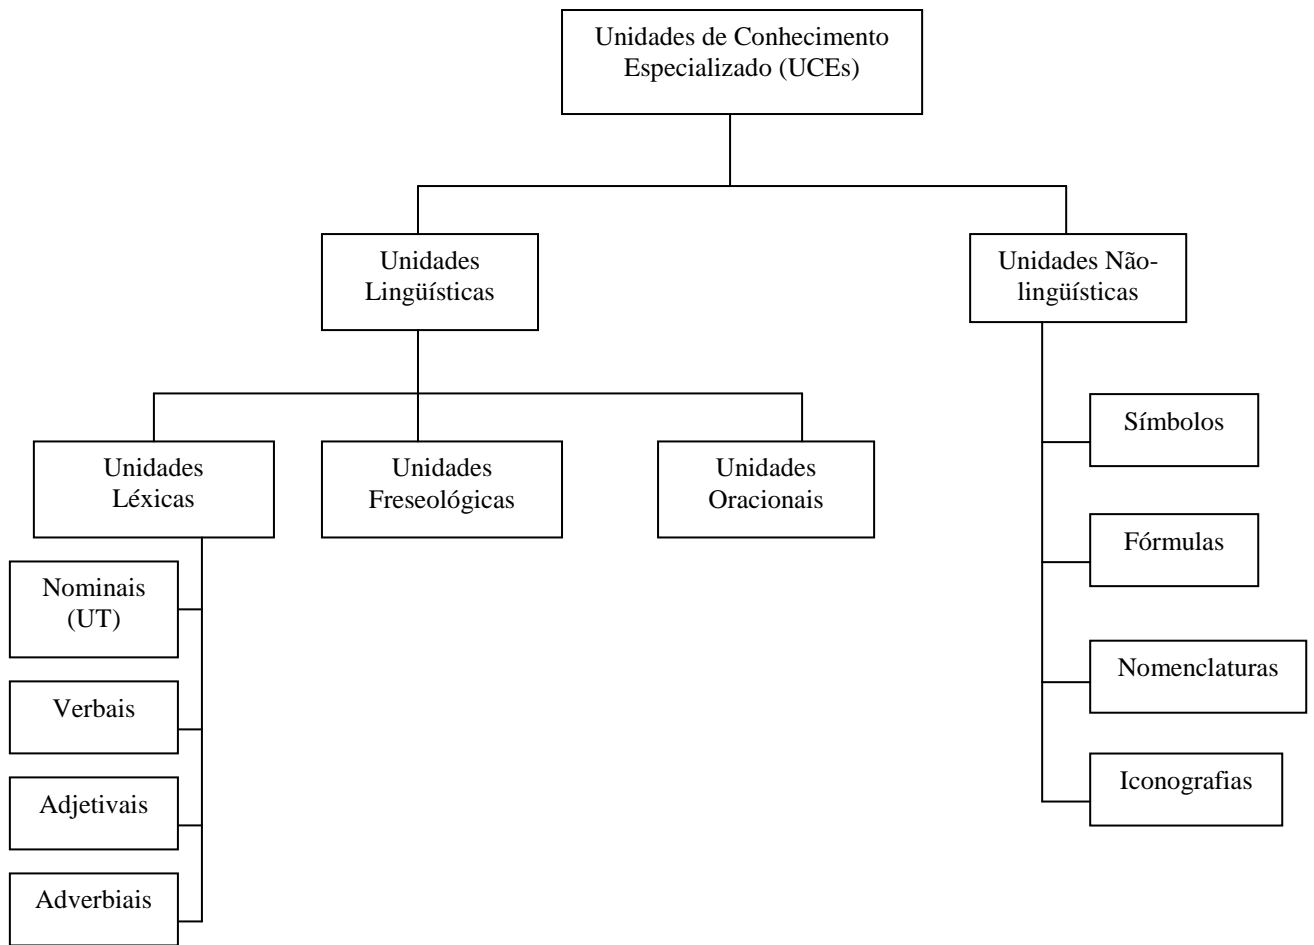 Unidades de Conhecimento
Especializado (UCEs)
Unidades
Lingüísticas
Unidades Não-
lingüísticas
Unidades
Léxicas
Unidades
Freseológicas
Unidades
Oracionais
Nominais
(UT)
Verbais
Adjetivais
Adverbiais
Símbolos
Fórmulas
Nomenclaturas
Iconografias